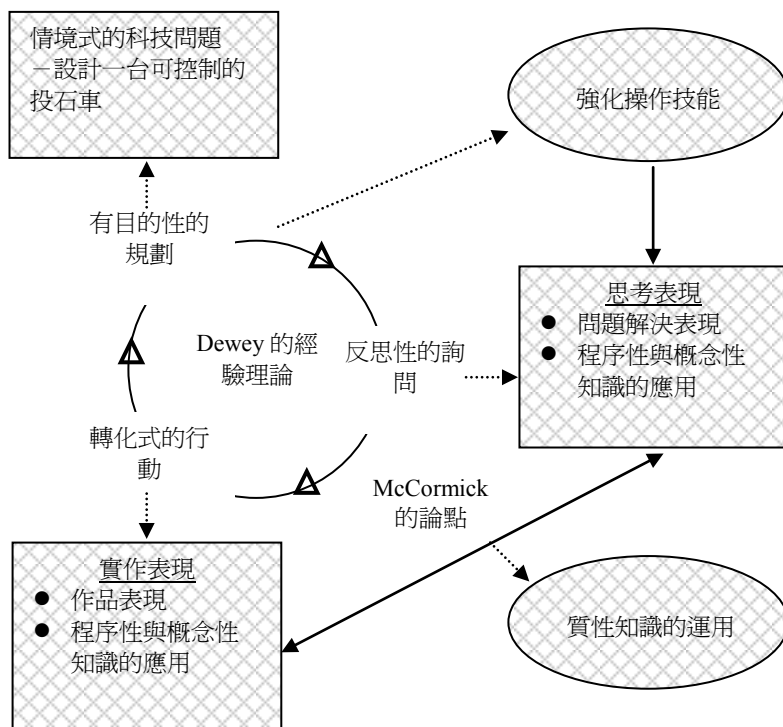 情境式的科技問題
－設計一台可控制的
投石車
強化操作技能
有目的性的
規劃
思考表現
● 問題解決表現
● 程序性與概念性
知識的應用
Dewey 的經
驗理論
反思性的詢
問
轉化式的行
動
McCormick
的論點
實作表現
● 作品表現
● 程序性與概念性
知識的應用
質性知識的運用